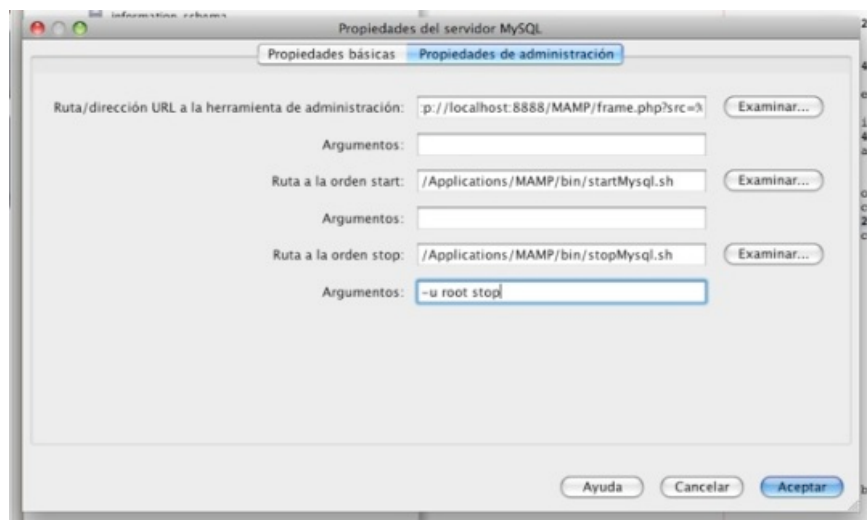 information_schema
Propiedades del servidor MySQL
Propiedades básicas Propiedades de administración
Ruta/dirección URL a la herramienta de administración: :p://localhost:8888/MAMP/frame.php?src=% Examinar...
Argumentos:
Ruta a la orden start: /Applications/MAMP/bin/startMysql.sh Examinar...
Argumentos:
Ruta a la orden stop: /Applications/MAMP/bin/stopMysql.sh Examinar...
Argumentos: -u root stop
Ayuda Cancelar Aceptar